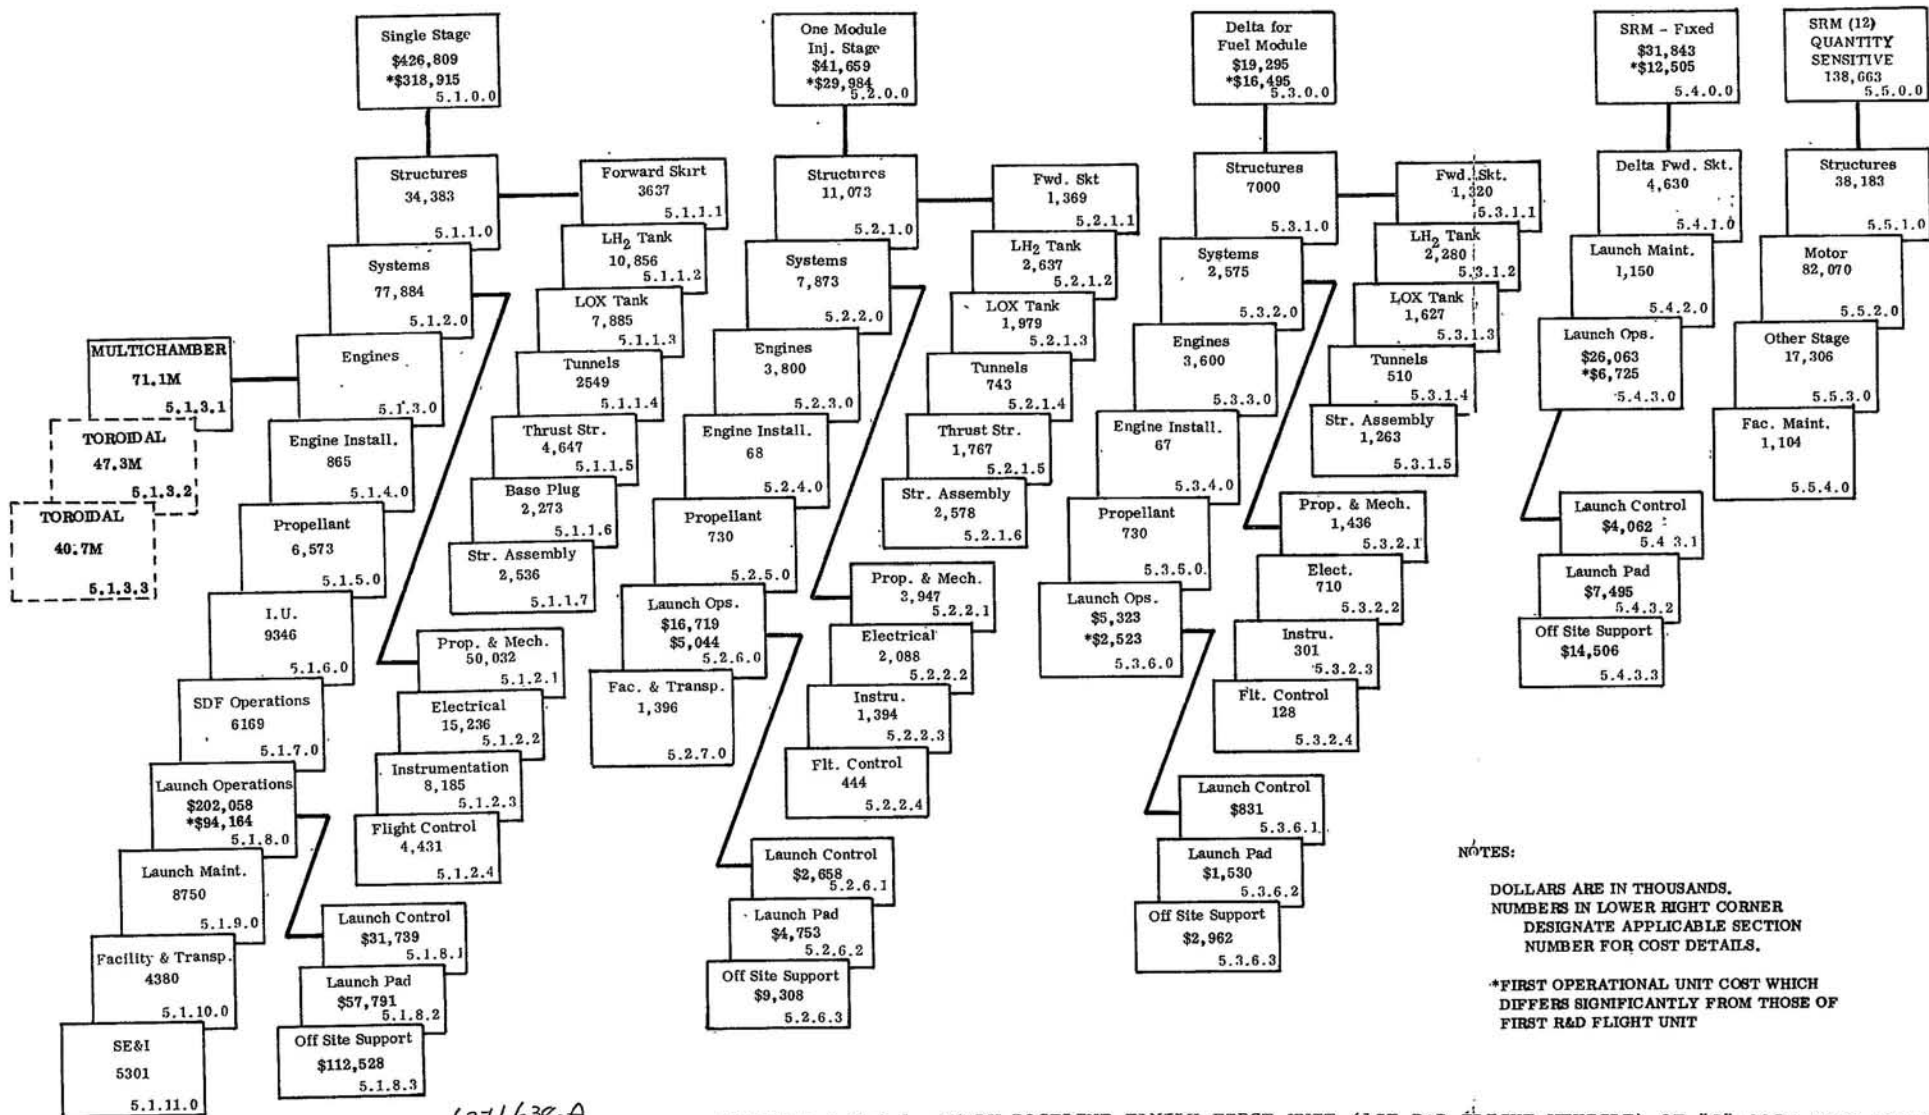 Single Stage
$426,809
*$318,915
5.1.0.0
Structures
34,383
5.1.1.0
Systems
77,884
5.1.2.0
Engines
5.1.3.0
MULTICHAMBER
71.1M
5.1.3.1
TOROIDAL
47.3M
5.1.3.2
TOROIDAL
40.7M
5.1.3.3
Engine Install.
865
5.1.4.0
Propellant
6,573
5.1.5.0
I.U.
9346
5.1.6.0
SDF Operations
6169
5.1.7.0
Launch Operations
$202,058
*$94,164
5.1.8.0
Launch Maint.
8750
5.1.9.0
Facility & Transp.
4380
5.1.10.0
SE&I
5301
5.1.11.0
Forward Skirt
3637
5.1.1.1
LH2 Tank
10,856
5.1.1.2
LOX Tank
7,885
5.1.1.3
Tunnels
2549
5.1.1.4
Thrust Str.
4,647
5.1.1.5
Base Plug
2,273
5.1.1.6
Str. Assembly
2,536
5.1.1.7
Prop. & Mech.
50,032
5.1.2.1
Electrical
15,236
5.1.2.2
Instrumentation
8,185
5.1.2.3
Flight Control
4,431
5.1.2.4
Launch Control
$31,739
5.1.8.1
Launch Pad
$57,791
5.1.8.2
Off Site Support
$112,528
5.1.8.3
One Module
Inj. Stage
$41,659
*$29,984
5.2.0.0
Structures
11,073
5.2.1.0
Systems
7,873
5.2.2.0
Engines
3,800
5.2.3.0
Engine Install.
68
5.2.4.0
Propellant
730
5.2.5.0
Launch Ops.
$16,719
$5,044
5.2.6.0
Fac. & Transp.
1,396
5.2.7.0
Fwd. Skt
1,369
5.2.1.1
LH2 Tank
2,637
5.2.1.2
LOX Tank
1,979
5.2.1.3
Tunnels
743
5.2.1.4
Thrust Str.
1,767
5.2.1.5
Str. Assembly
2,578
5.2.1.6
Prop. & Mech.
3,947
5.2.2.1
Electrical
2,088
5.2.2.2
Instru.
1,394
5.2.2.3
Flt. Control
444
5.2.2.4
Launch Control
$2,658
5.2.6.1
Launch Pad
$4,753
5.2.6.2
Off Site Support
$9,308
5.2.6.3
Delta for
Fuel Module
$19,295
*$16,495
5.3.0.0
Structures
7000
5.3.1.0
Systems
2,575
5.3.2.0
Engines
3,600
5.3.3.0
Engine Install.
67
5.3.4.0
Propellant
730
5.3.5.0
Launch Ops.
$5,323
*$2,523
5.3.6.0
Fwd. Skt.
1,320
5.3.1.1
LH2 Tank
2,280
5.3.1.2
LOX Tank
1,627
5.3.1.3
Tunnels
510
5.3.1.4
Str. Assembly
1,263
5.3.1.5
Prop. & Mech.
1,436
5.3.2.1
Elect.
710
5.3.2.2
Instru.
301
5.3.2.3
Flt. Control
128
5.3.2.4
Launch Control
$831
5.3.6.1
Launch Pad
$1,530
5.3.6.2
Off Site Support
$2,962
5.3.6.3
SRM - Fixed
$31,843
*$12,505
5.4.0.0
Delta Fwd. Skt.
4,630
5.4.1.0
Launch Maint.
1,150
5.4.2.0
Launch Ops.
$26,063
*$6,725
5.4.3.0
Launch Control
$4,062
5.4 3.1
Launch Pad
$7,495
5.4.3.2
Off Site Support
$14,506
5.4.3.3
SRM (12)
QUANTITY
SENSITIVE
138,663
5.5.0.0
Structures
38,183
5.5.1.0
Motor
82,070
5.5.2.0
Other Stage
17,306
5.5.3.0
Fac. Maint.
1,104
5.5.4.0
NOTES:
DOLLARS ARE IN THOUSANDS.
NUMBERS IN LOWER RIGHT CORNER
DESIGNATE APPLICABLE SECTION
NUMBER FOR COST DETAILS.
*FIRST OPERATIONAL UNIT COST WHICH
DIFFERS SIGNIFICANTLY FROM THOSE OF
FIRST R&D FLIGHT UNIT